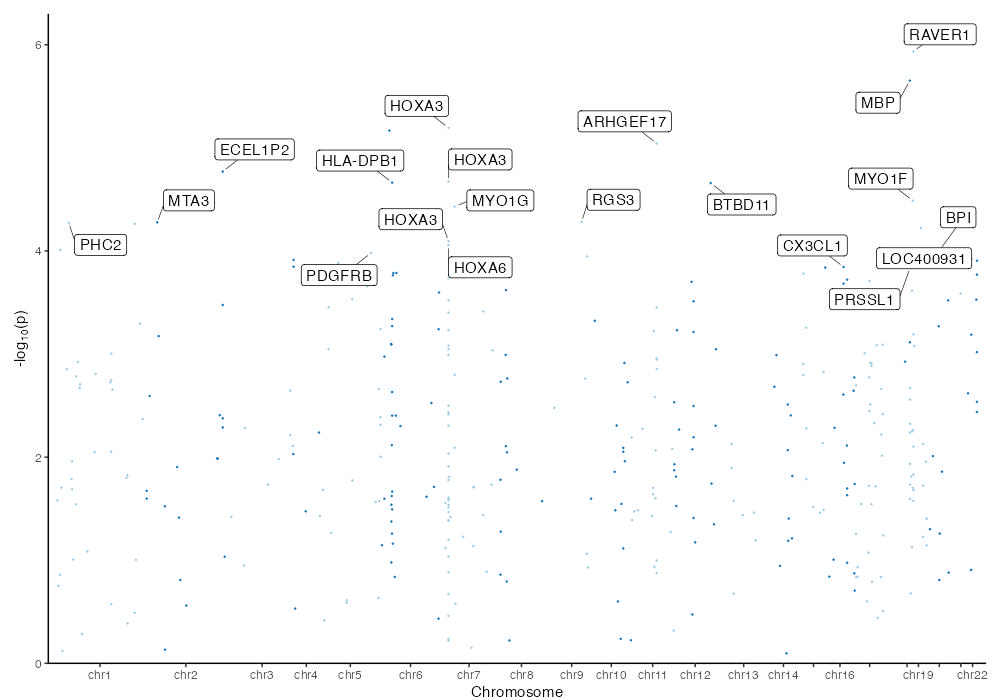 RAVER1
6
MBP
HOXA3
ARHGEF17
ECEL1P2
HLA-DPB1
HOXA3
MYO1F
MTA3
MYO1G
RGS3
BTBD11
HOXA3
BPI
PHC2
CX3CL1
4
LOC400931
HOXA6
PDGFRB
PRSSL1
-log10(p)
2
0
chr1 chr2 chr3 chr4 chr5 chr6 chr7 chr8 chr9 chr10 chr11 chr12 chr13 chr14 chr16 chr19 chr22
Chromosome